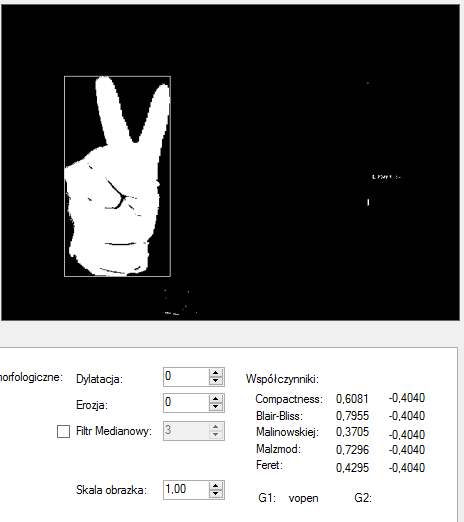 norfologiczne: Dylatacja: 0 Współczynniki:
Compactness: 0,6081 -0,4040
Erozja: 0 Blair-Bliss: 0,7955 -0,4040
Filtr Medianowy: 3 Malinowskiej: 0,3705 -0,4040
Malzmod: 0,7296 -0,4040
Feret: 0,4295 -0,4040
Skala obrazka: 1,00 G1: vopen G2: